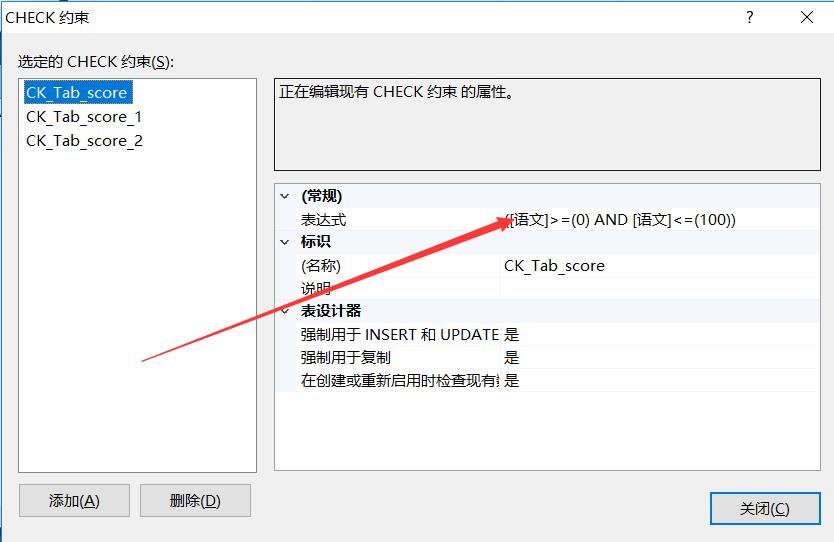 CHECK 约束
选定的 CHECK 约束(S):
CK_Tab_score
CK_Tab_score_1
CK_Tab_score_2
正在编辑现有 CHECK 约束 的属性。
(常规)
表达式 ([语文]>=(0) AND [语文]<=(100))
标识
(名称) CK_Tab_score
说明
表设计器
强制用于 INSERT 和 UPDATE 是
强制用于复制 是
在创建或重新启用时检查现有 是
添加(A) 删除(D)
关闭(C)